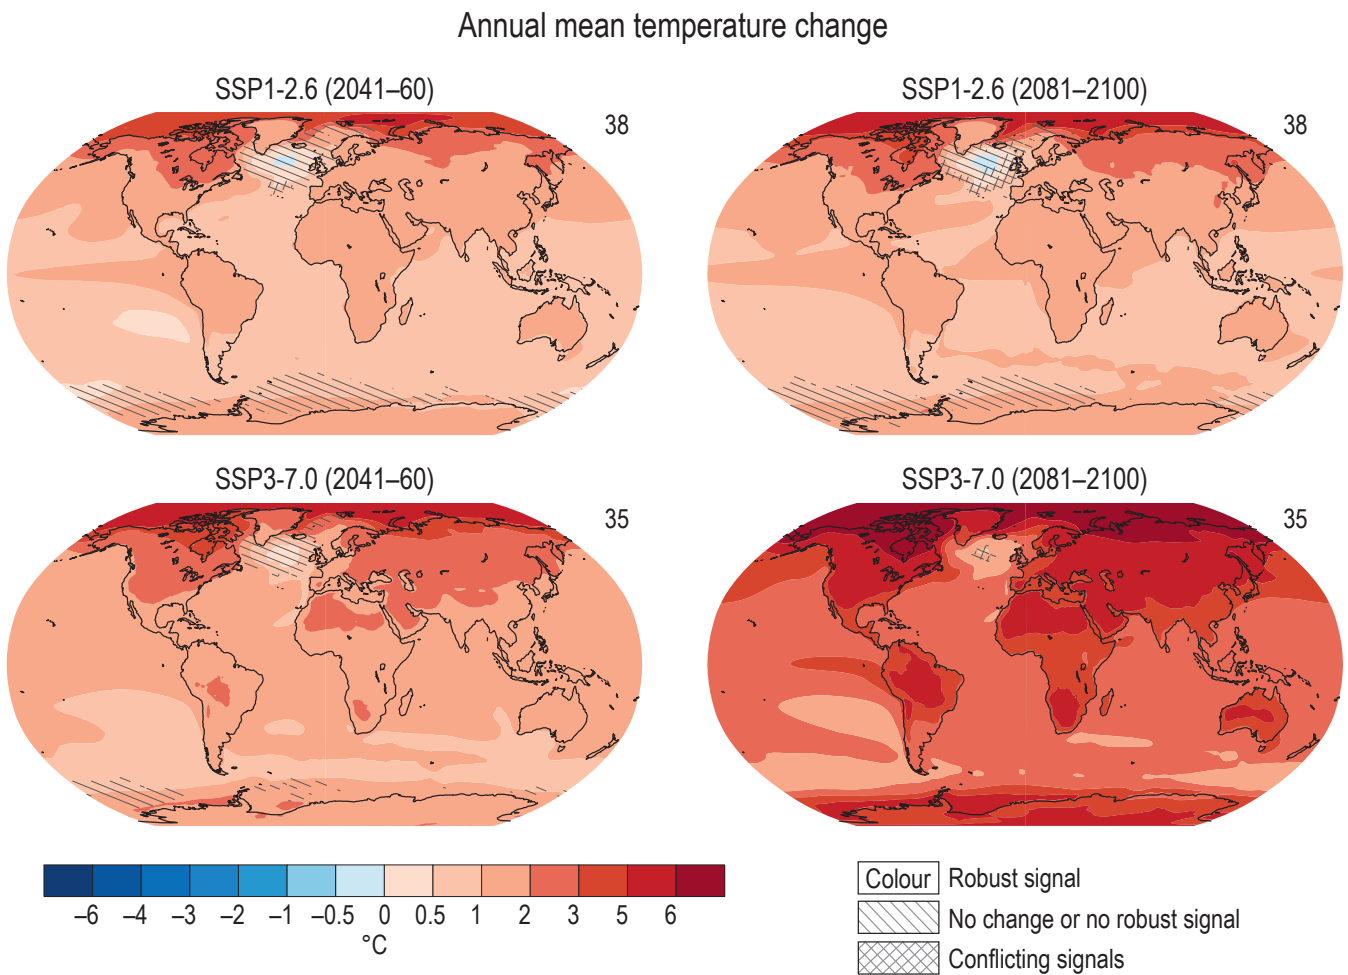 Annual mean temperature change
SSP1-2.6 (2041–60)
38
SSP1-2.6 (2081–2100)
38
SSP3-7.0 (2041–60)
35
SSP3-7.0 (2081–2100)
35
–6 –4 –3 –2 –1 –0.5 0 0.5 1 2 3 5 6
°C
Colour Robust signal
No change or no robust signal
Conflicting signals